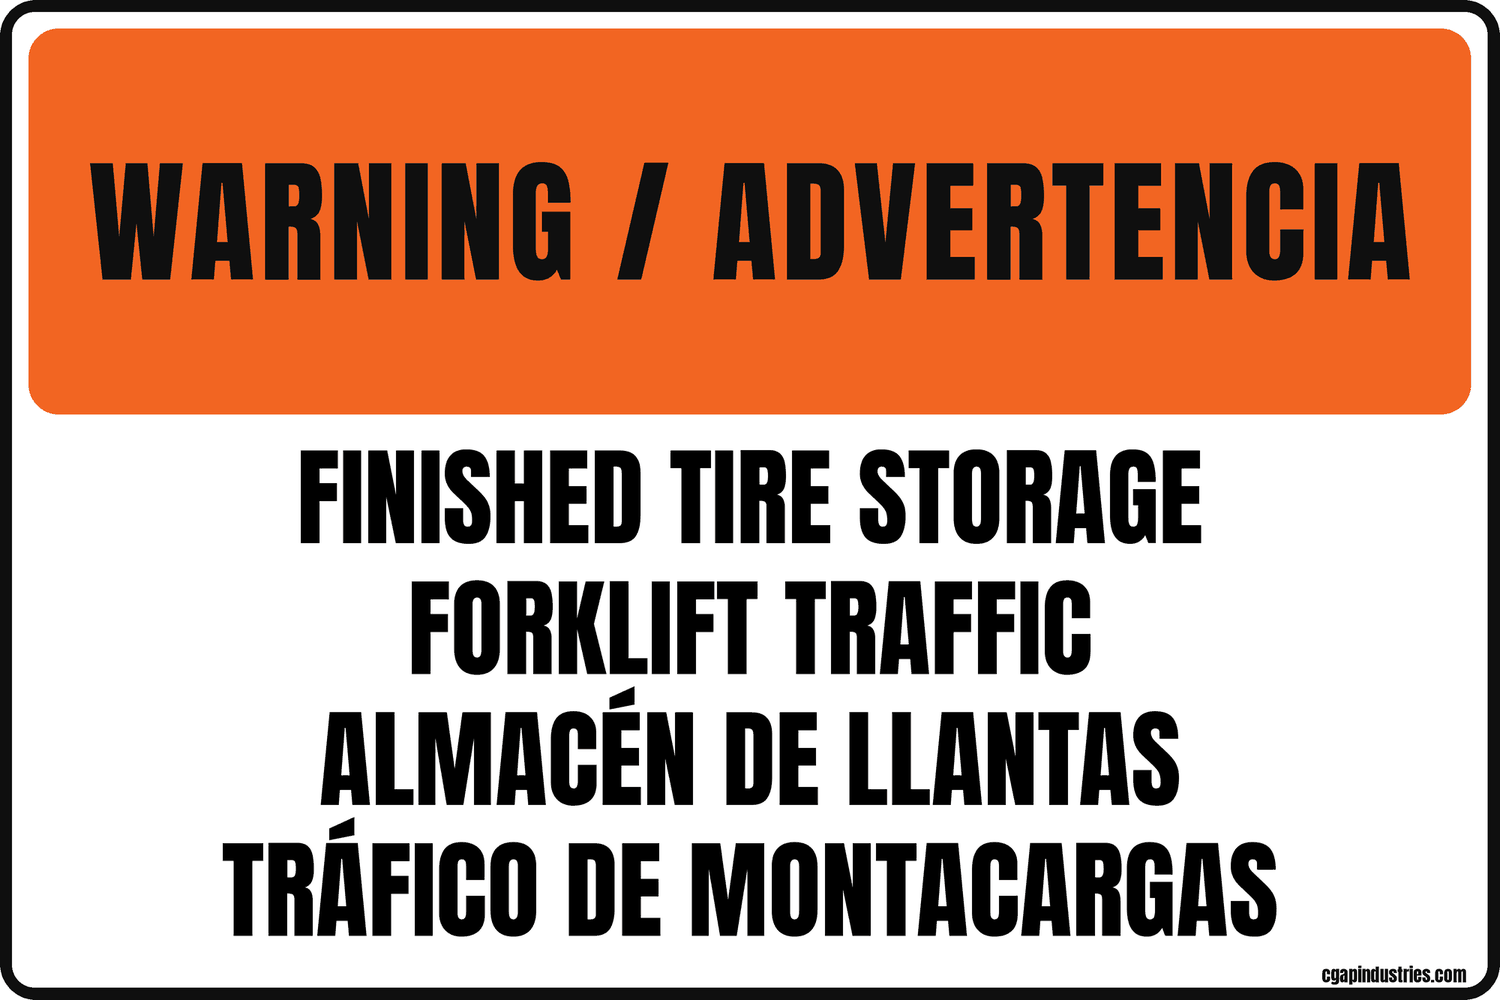 WARNING / ADVERTENCIA
FINISHED TIRE STORAGE
FORKLIFT TRAFFIC
ALMACÉN DE LLANTAS
TRÁFICO DE MONTACARGAS
cgapindustries.com